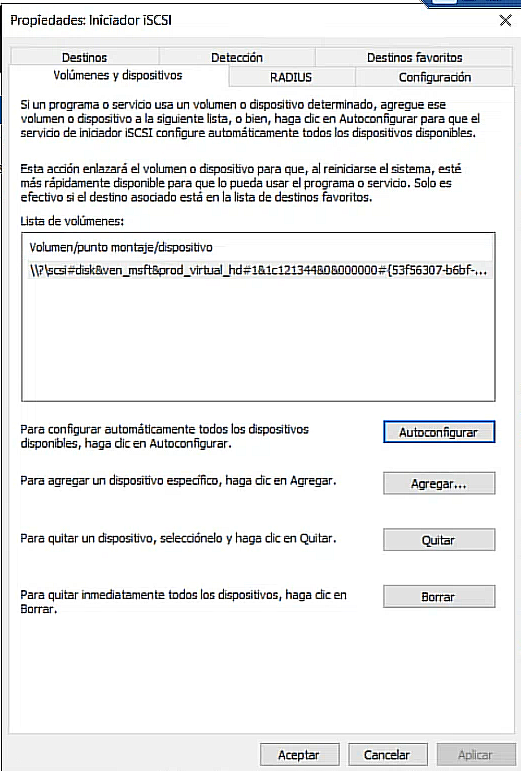 Propiedades: Iniciador iSCSI
Destinos
Detección
Destinos favoritos
Volúmenes y dispositivos
RADIUS
Configuración
Si un programa o servicio usa un volumen o dispositivo determinado, agregue ese
volumen o dispositivo a la siguiente lista, o bien, haga clic en Autoconfigurar para que el
servicio de iniciador iSCSI configure automáticamente todos los dispositivos disponibles.
Esta acción enlazará el volumen o dispositivo para que, al reiniciarse el sistema, esté
más rápidamente disponible para que lo pueda usar el programa o servicio. Solo es
efectivo si el destino asociado está en la lista de destinos favoritos.
Lista de volúmenes:
Volumen/punto montaje/dispositivo
\\?\scsi#disk&ven_msft&prod_virtual_hd#1&1c121344&0&000000#{53f56307-b6bf-...
Para configurar automáticamente todos los dispositivos
disponibles, haga clic en Autoconfigurar.
Autoconfigurar
Para agregar un dispositivo específico, haga clic en Agregar.
Agregar...
Para quitar un dispositivo, selecciónelo y haga clic en Quitar.
Quitar
Para quitar inmediatamente todos los dispositivos, haga clic en
Borrar.
Borrar
Aceptar
Cancelar
Aplicar